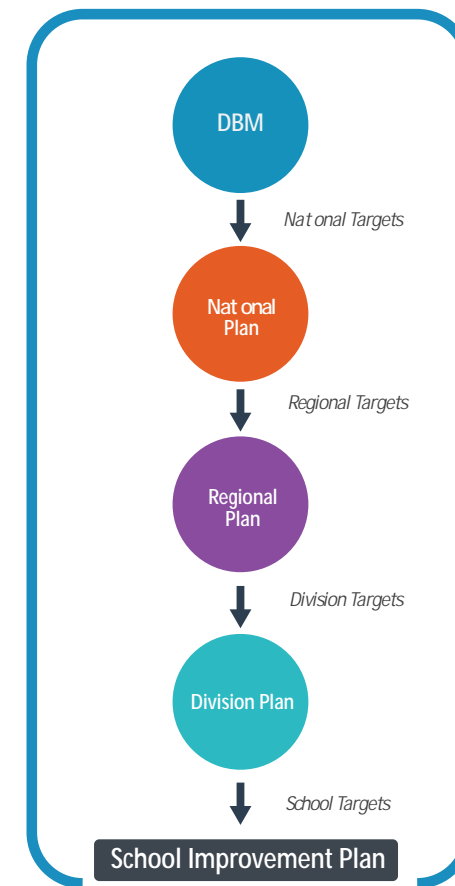 DBM
Nat onal Targets
Nat onal
Plan
Regional Targets
Regional
Plan
Division Targets
Division Plan
School Targets
School Improvement Plan